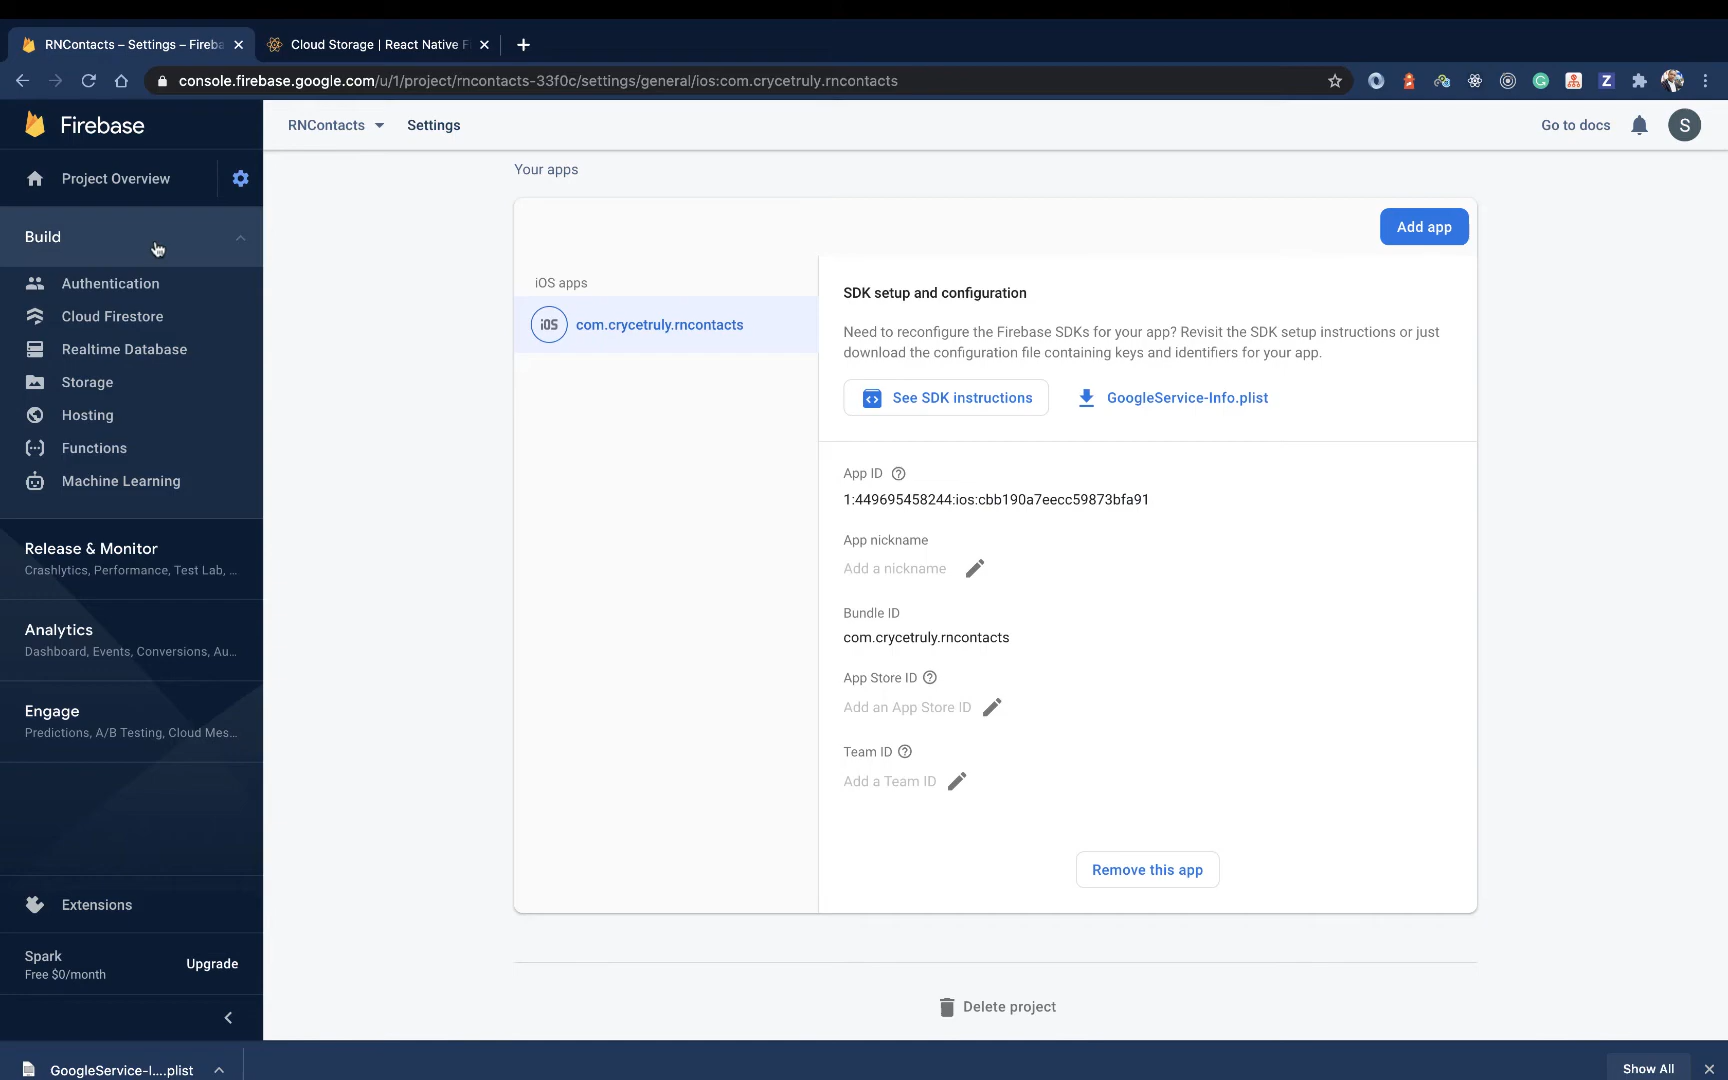 RNContacts – Settings – Fireba
Cloud Storage | React Native F
console.firebase.google.com/u/1/project/rncontacts-33f0c/settings/general/ios:com.crycetruly.rncontacts
Firebase
RNContacts
Settings
Go to docs
S
Project Overview
Your apps
Build
Add app
Authentication
Cloud Firestore
Realtime Database
Storage
Hosting
Functions
Machine Learning
iOS apps
iOS
com.crycetruly.rncontacts
SDK setup and configuration
Need to reconfigure the Firebase SDKs for your app? Revisit the SDK setup instructions or just
download the configuration file containing keys and identifiers for your app.
See SDK instructions
GoogleService-Info.plist
App ID
1:449695458244:ios:cbb190a7eecc59873bfa91
App nickname
Add a nickname
Bundle ID
com.crycetruly.rncontacts
App Store ID
Add an App Store ID
Team ID
Add a Team ID
Remove this app
Release & Monitor
Crashlytics, Performance, Test Lab, ...
Analytics
Dashboard, Events, Conversions, Au...
Engage
Predictions, A/B Testing, Cloud Mes...
Extensions
Spark
Free $0/month
Upgrade
Delete project
GoogleService-I....plist
Show All